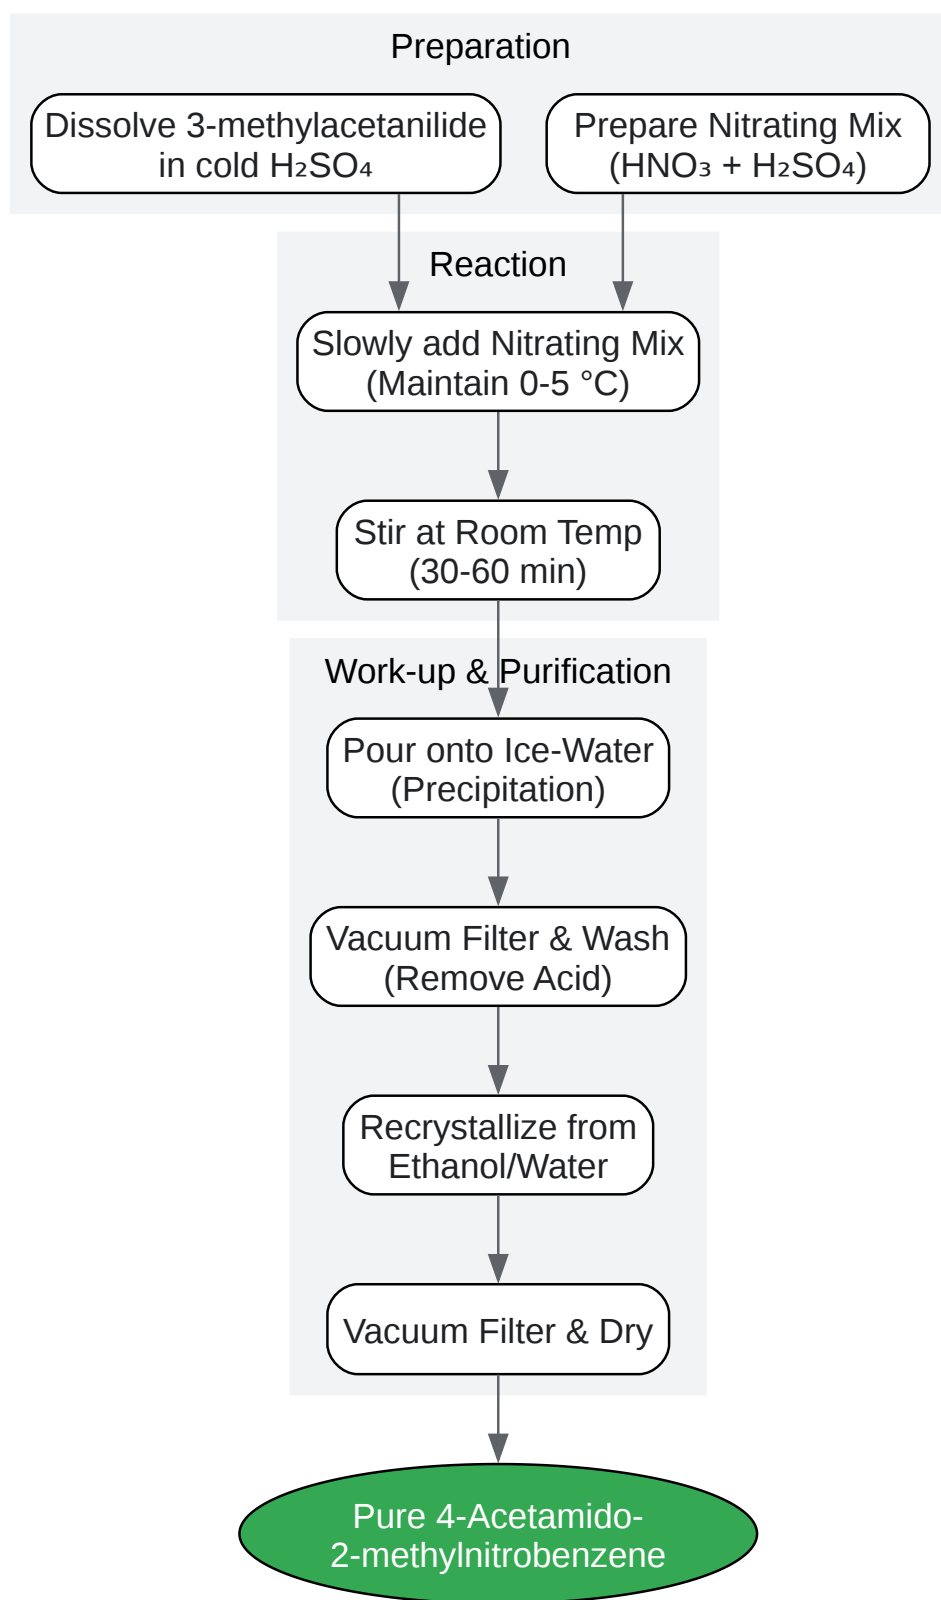 Preparation
Dissolve 3-methylacetanilide
in cold H₂SO₄
Prepare Nitrating Mix
(HNO₃ + H₂SO₄)
Reaction
Slowly add Nitrating Mix
(Maintain 0-5 °C)
Stir at Room Temp
(30-60 min)
Work-up & Purification
Pour onto Ice-Water
(Precipitation)
Vacuum Filter & Wash
(Remove Acid)
Recrystallize from
Ethanol/Water
Vacuum Filter & Dry
Pure 4-Acetamido-
2-methylnitrobenzene